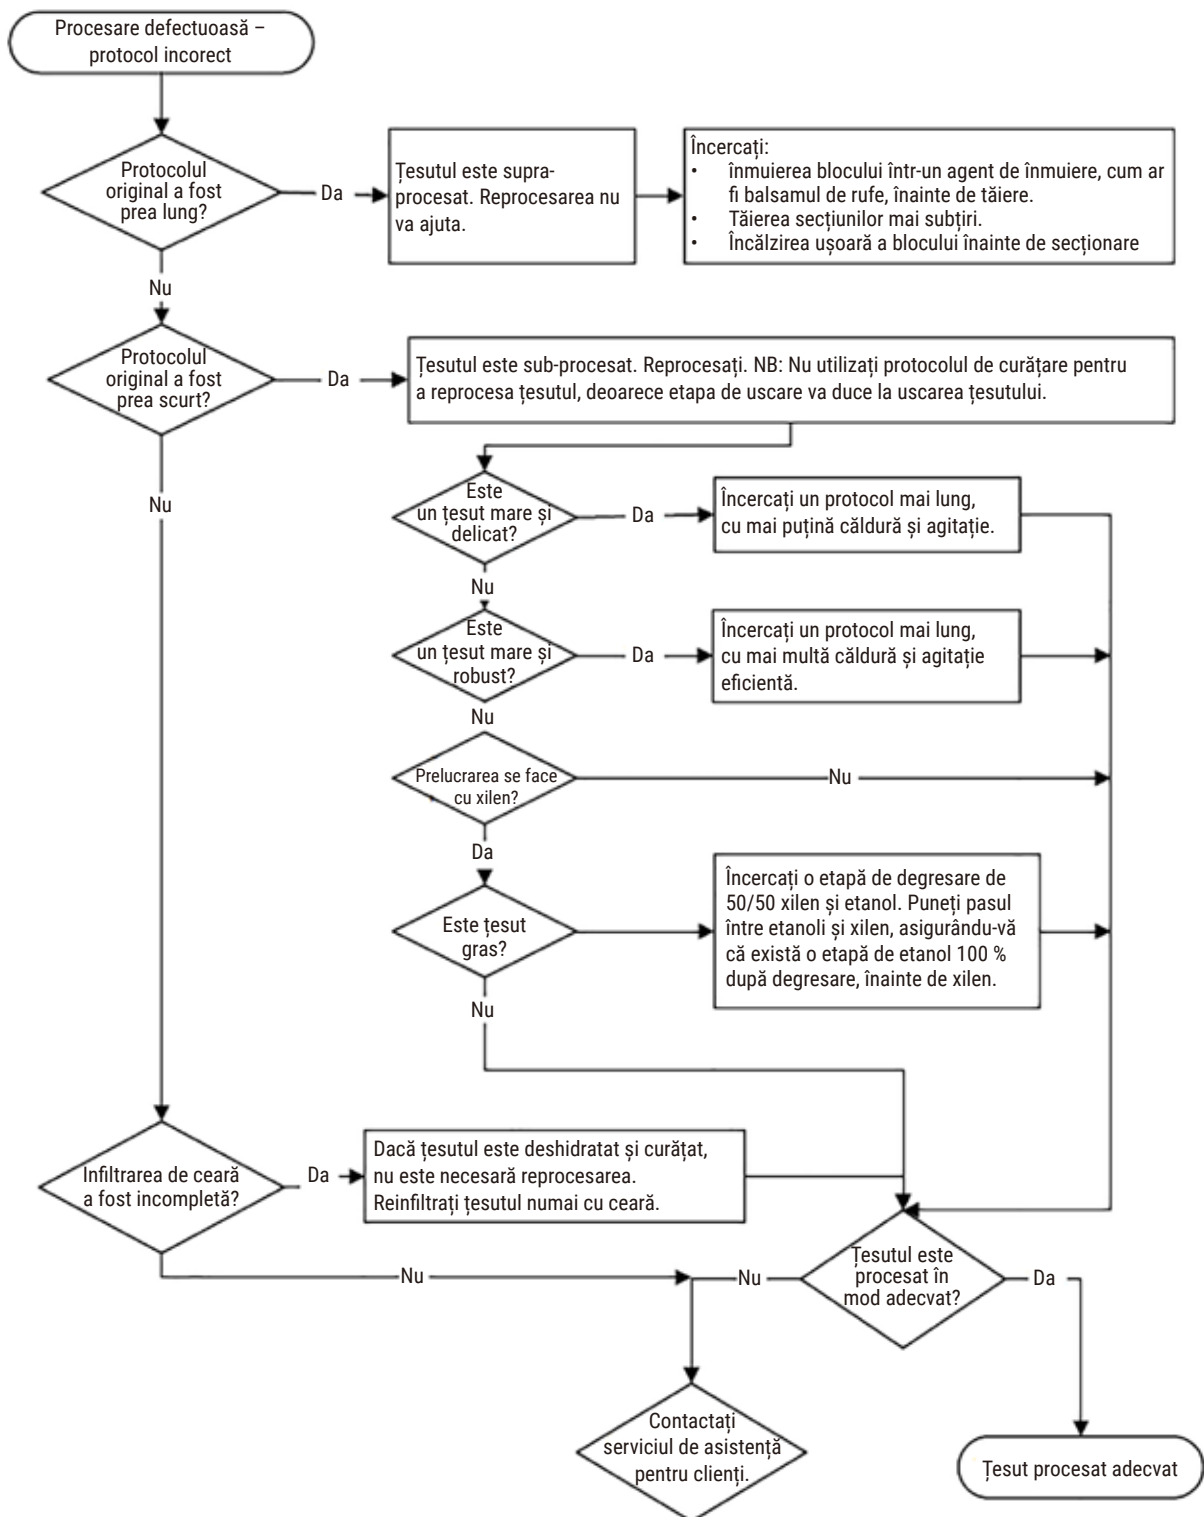 Procesare defectuoasă –
protocol incorect
Protocolul
original a fost
prea lung?
Da
Țesutul este supra-
procesat. Reprocesarea nu
va ajuta.
Încercați:
• înmuierea blocului într-un agent de înmuiere, cum ar
fi balsamul de rufe, înainte de tăiere.
• Tăierea secțiunilor mai subțiri.
• Încălzirea ușoară a blocului înainte de secționare
Nu
Protocolul
original a fost
prea scurt?
Da
Țesutul este sub-procesat. Reprocesați. NB: Nu utilizați protocolul de curățare pentru
a reprocesa țesutul, deoarece etapa de uscare va duce la uscarea țesutului.
Nu
Este
un țesut mare și
delicat?
Da
Încercați un protocol mai lung,
cu mai puțină căldură și agitație.
Nu
Este
un țesut mare și
robust?
Da
Încercați un protocol mai lung,
cu mai multă căldură și agitație
eficientă.
Nu
Prelucrarea se face
cu xilen?
Nu
Da
Este țesut
gras?
Încercați o etapă de degresare de
50/50 xilen și etanol. Puneți pasul
între etanoli și xilen, asigurându-vă
că există o etapă de etanol 100 %
după degresare, înainte de xilen.
Nu
Infiltrarea de ceară
a fost incompletă?
Da
Dacă țesutul este deshidratat și curățat,
nu este necesară reprocesarea.
Reinfiltrați țesutul numai cu ceară.
Nu
Țesutul este
procesat în
mod adecvat?
Nu
Da
Contactați
serviciul de asistență
pentru clienți.
Țesut procesat adecvat